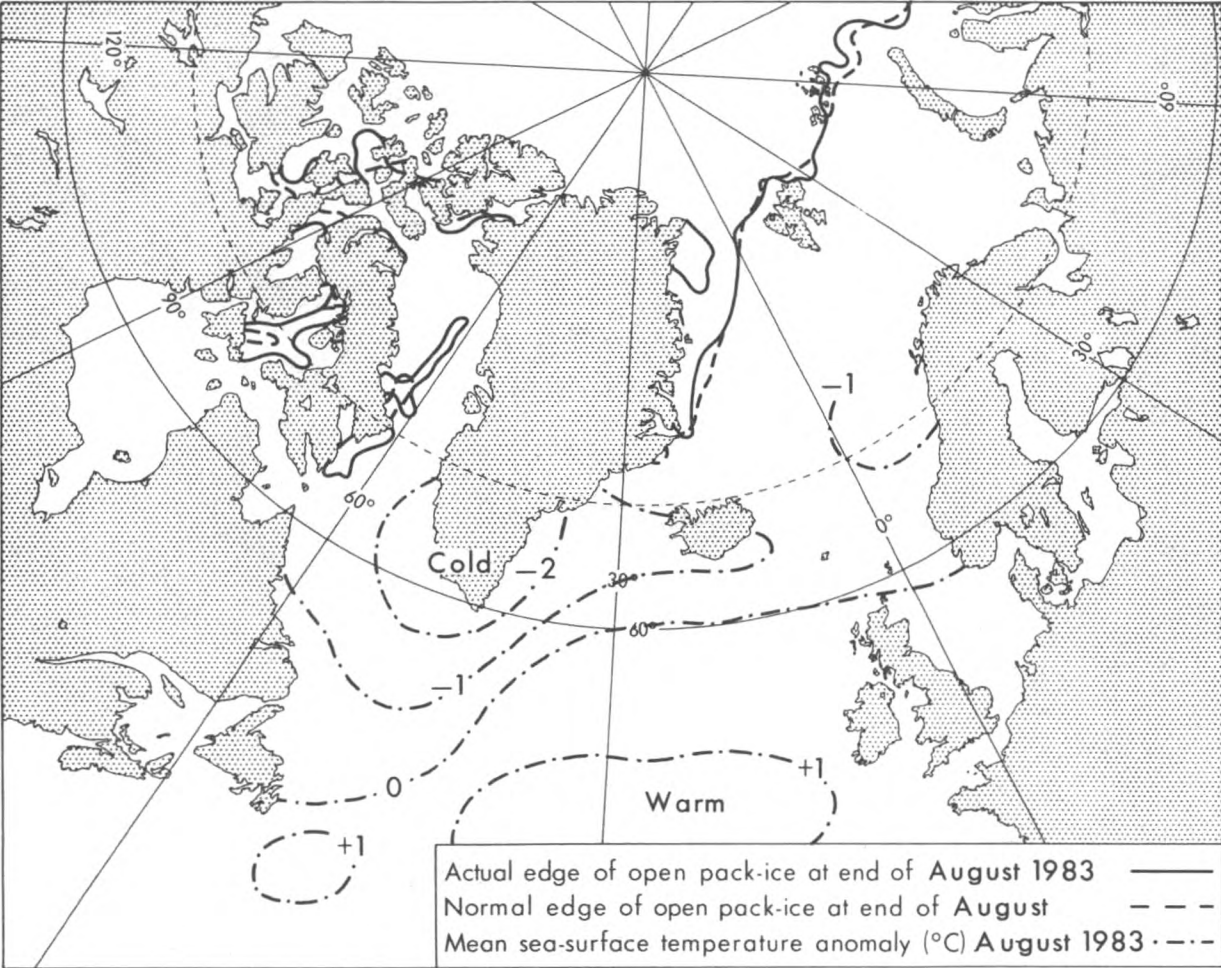 120°
60°
90°
30°
-1
60°
0°
Cold -2
30°
60°
-1
0
+1
Warm
+1
Actual edge of open pack-ice at end of August 1983
Normal edge of open pack-ice at end of August
Mean sea-surface temperature anomaly (°C) August 1983